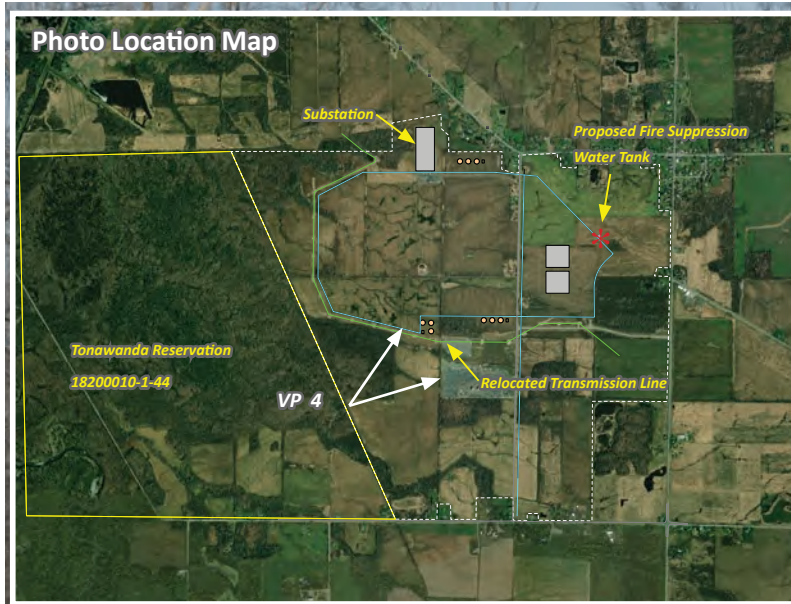 Photo Location Map
Substation
Proposed Fire Suppression
Water Tank
Tonawanda Reservation
18200010-1-44
VP 4
Relocated Transmission Line